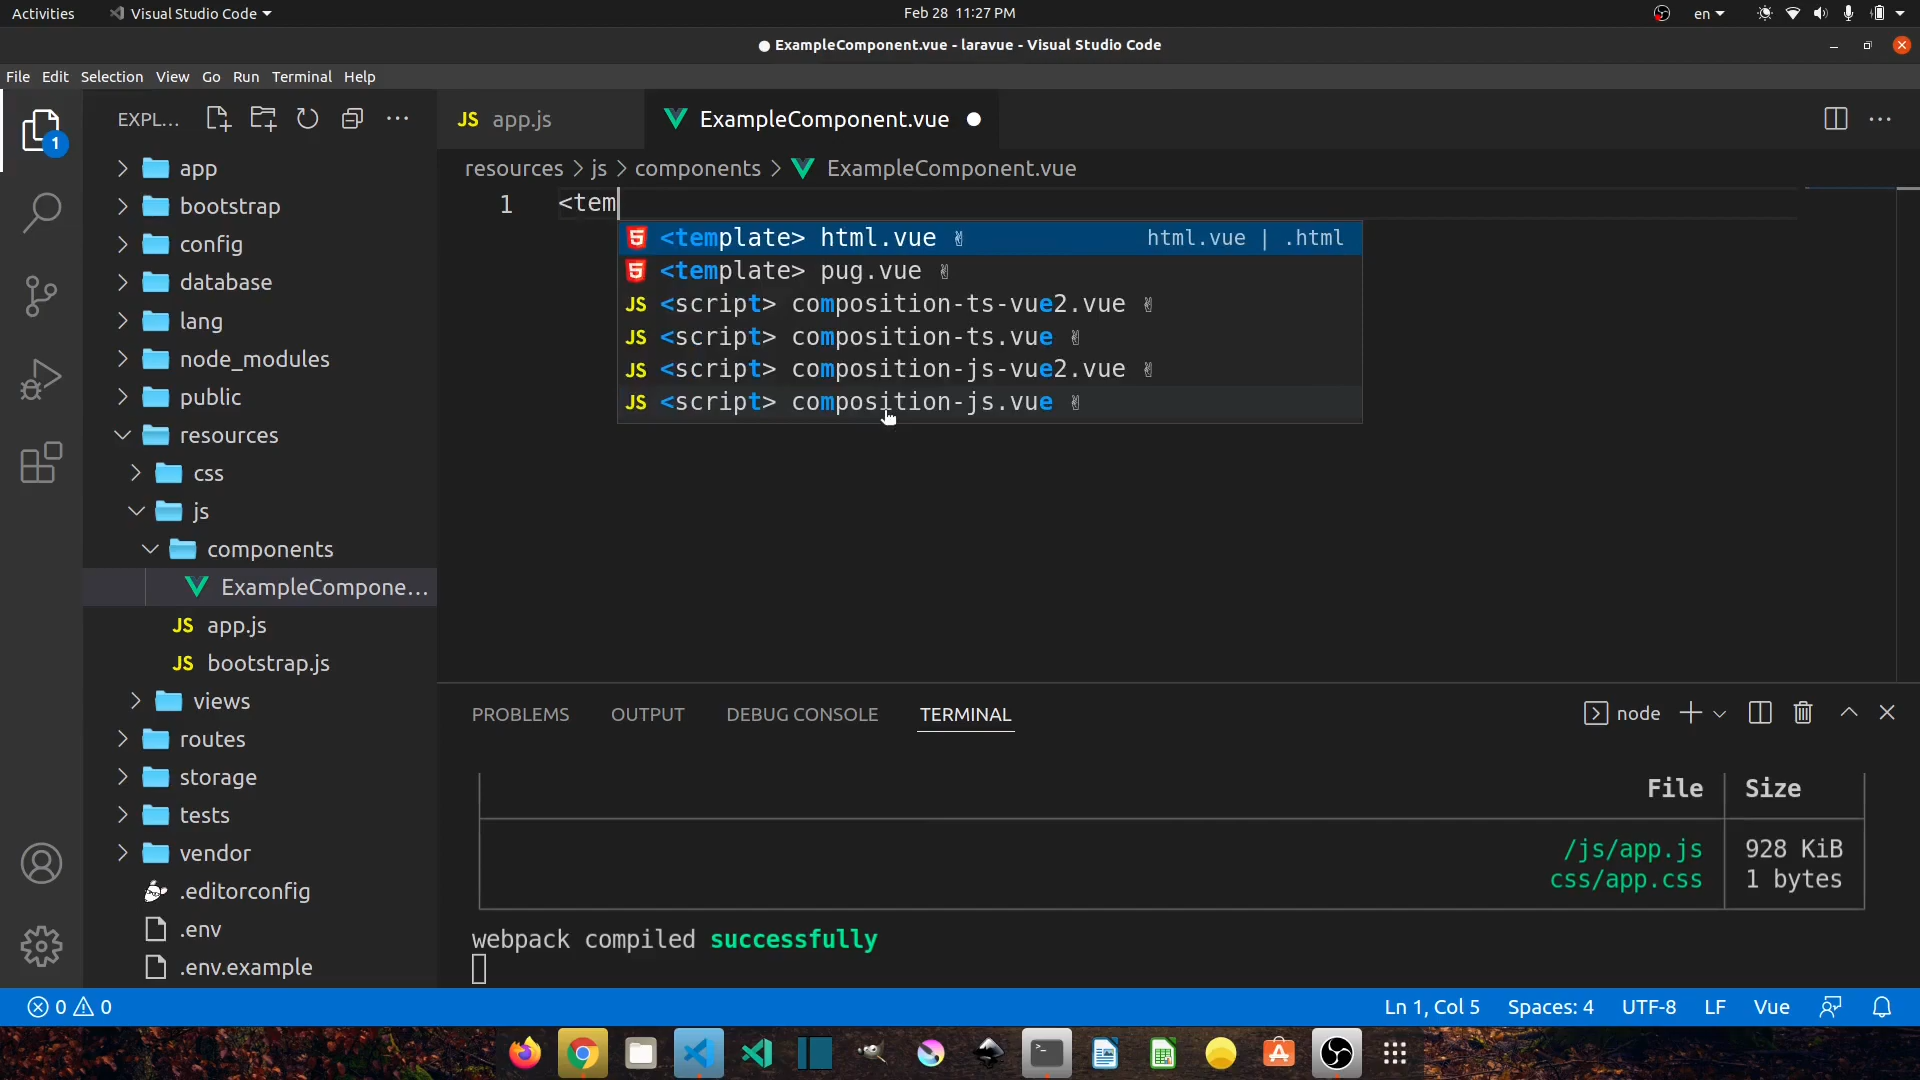 Activities Visual Studio Code Feb 28 11:27 PM en
ExampleComponent.vue - laravue - Visual Studio Code
File Edit Selection View Go Run Terminal Help
EXPL...
app.js
ExampleComponent.vue
resources > js > components > ExampleComponent.vue
1 <tem
<template> html.vue ✌ html.vue | .html
<template> pug.vue ✌
<script> composition-ts-vue2.vue ✌
<script> composition-ts.vue ✌
<script> composition-js-vue2.vue ✌
<script> composition-js.vue ✌
1
app
bootstrap
config
database
lang
node_modules
public
resources
css
js
components
ExampleCompone...
JS app.js
JS bootstrap.js
views
routes
storage
tests
vendor
.editorconfig
.env
.env.example
PROBLEMS OUTPUT DEBUG CONSOLE TERMINAL node
File Size
/js/app.js 928 KiB
css/app.css 1 bytes
webpack compiled successfully
0 0 Ln 1, Col 5 Spaces: 4 UTF-8 LF Vue